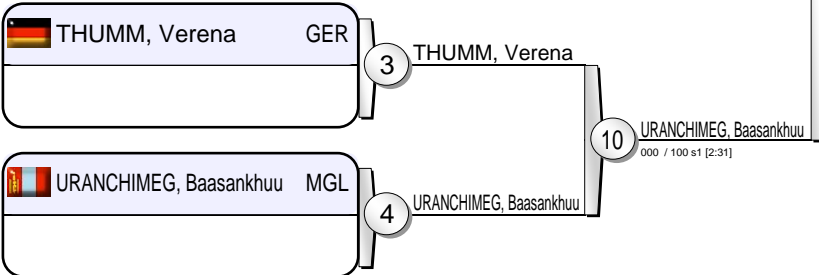 THUMM, Verena GER
3
THUMM, Verena
10
URANCHIMEG, Baasankhuu
000 / 100 s1 [2:31]
URANCHIMEG, Baasankhuu MGL
4
URANCHIMEG, Baasankhuu